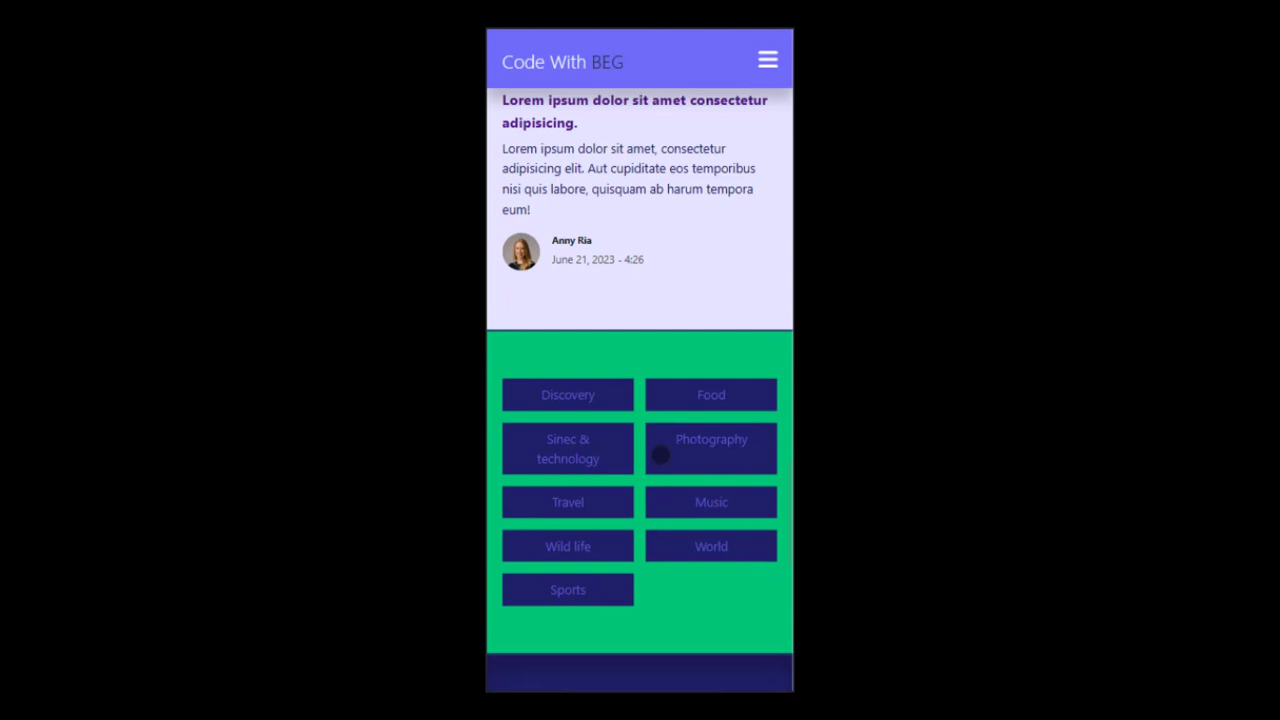 Code With BEG
Lorem ipsum dolor sit amet consectetur
adipisicing.
Lorem ipsum dolor sit amet, consectetur
adipisicing elit. Aut cupiditate eos temporibus
nisi quis labore, quisquam ab harum tempora
eum!
Anny Ria
June 21, 2023 - 4:26
Discovery
Food
Sinec &
technology
Photography
Travel
Music
Wild life
World
Sports